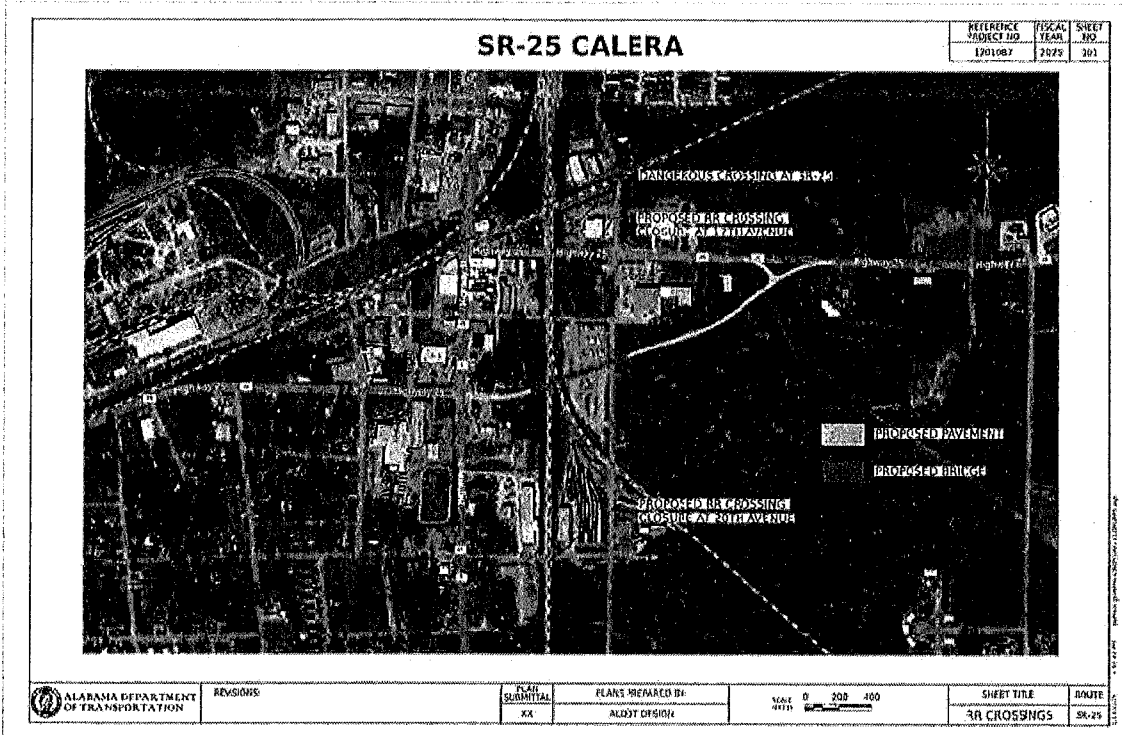 SR-25 CALERA
REFERENCE PROJECT NO
FISCAL YEAR
SHEET NO
1201087
DANGEROUS CROSSING AT SR-25
PROPOSED RR CROSSING
CLOSURE AT 17TH AVENUE
PROPOSED PAVEMENT
PROPOSED BRIDGE
PROPOSED RR CROSSING
CLOSURE AT 20TH AVENUE
ALABAMA DEPARTMENT
OF TRANSPORTATION
REVISIONS:
PLAN SUBMITTAL
XX
PLANS PREPARED BY:
ALDOT DESIGN
SCALE
0 200 400
SHEET TITLE
RR CROSSINGS
ROUTE
SR-25